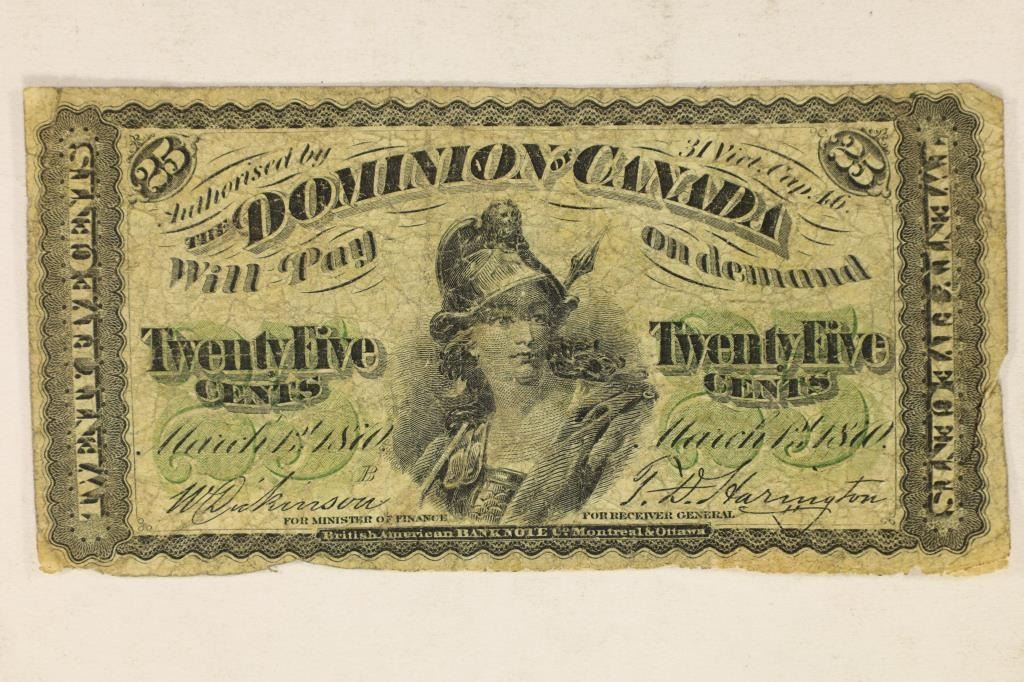 25 Authorised by 31 Vict. Cap. 46. 25
THE DOMINION OF CANADA
Will Pay on demand
Twenty Five Twenty Five
CENTS CENTS
March 1st 1870. March 1st 1870.
B
W Dickinson T. D. Harington
FOR MINISTER OF FINANCE FOR RECEIVER GENERAL
British American BANK NOTE Co. Montreal & Ottawa
TWENTY FIVE CENTS
TWENTY FIVE CENTS
25
25